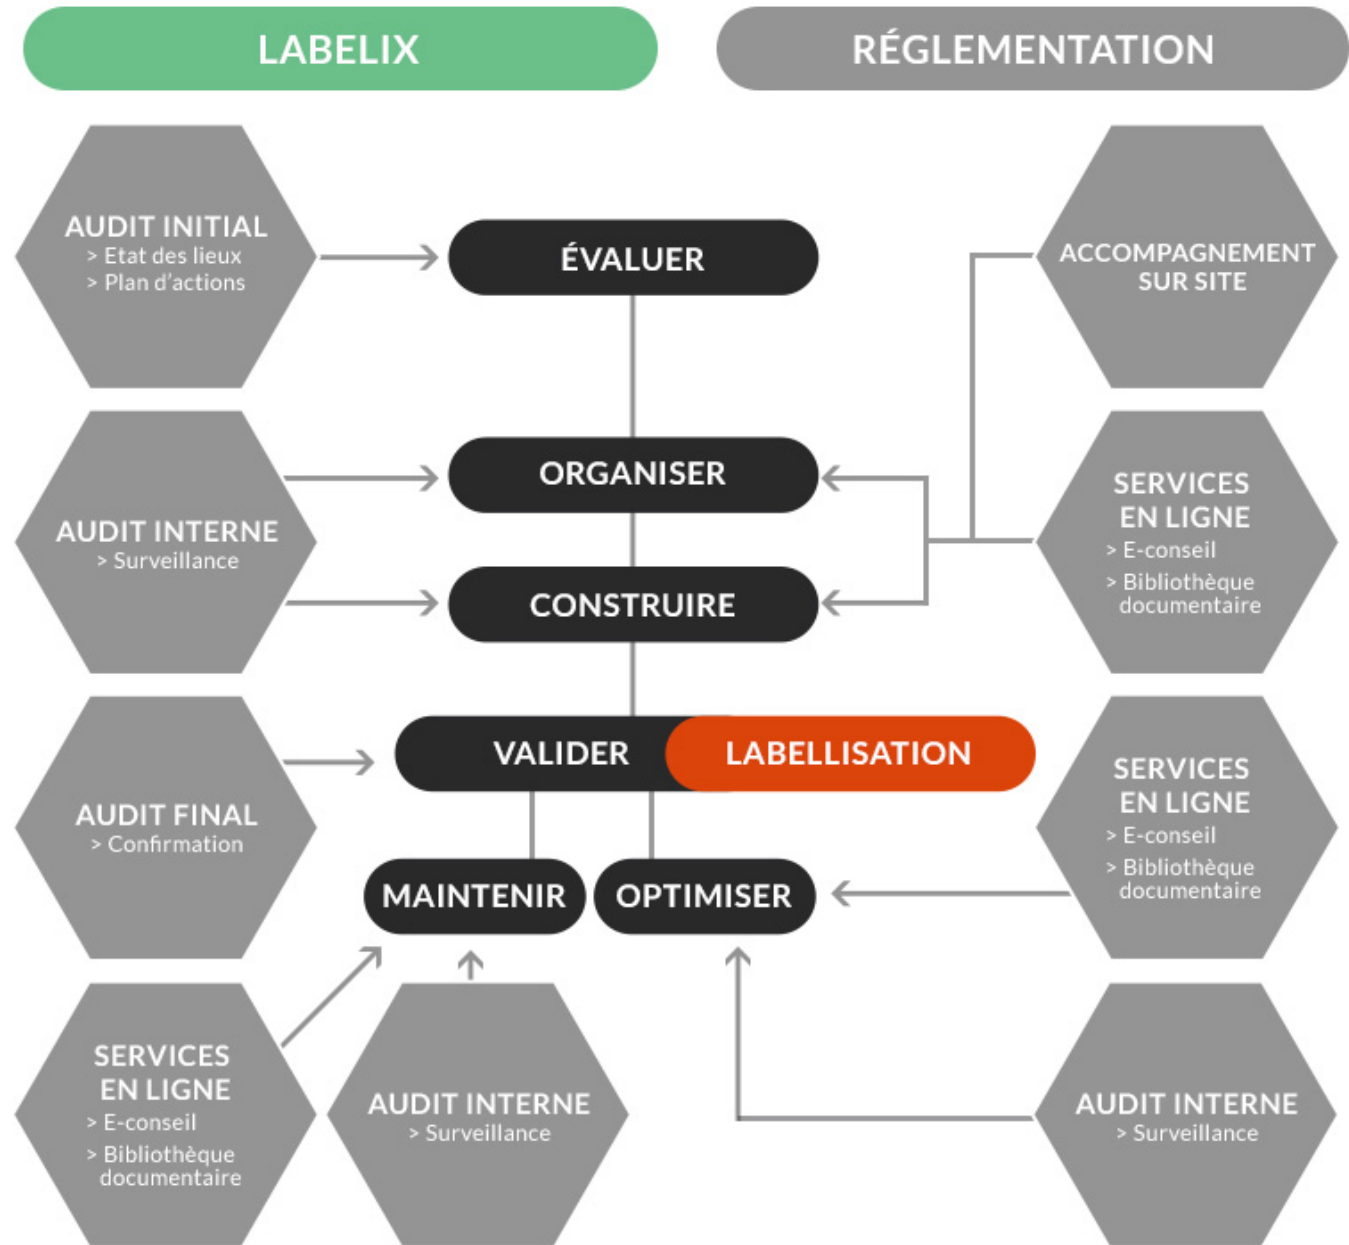 LABELIX
RÉGLEMENTATION
AUDIT INITIAL
> Etat des lieux
> Plan d'actions
ÉVALUER
ACCOMPAGNEMENT
SUR SITE
AUDIT INTERNE
> Surveillance
ORGANISER
CONSTRUIRE
SERVICES
EN LIGNE
> E-conseil
> Bibliothèque
documentaire
AUDIT FINAL
> Confirmation
VALIDER
LABELLISATION
MAINTENIR
OPTIMISER
SERVICES
EN LIGNE
> E-conseil
> Bibliothèque
documentaire
SERVICES
EN LIGNE
> E-conseil
> Bibliothèque
documentaire
AUDIT INTERNE
> Surveillance
AUDIT INTERNE
> Surveillance